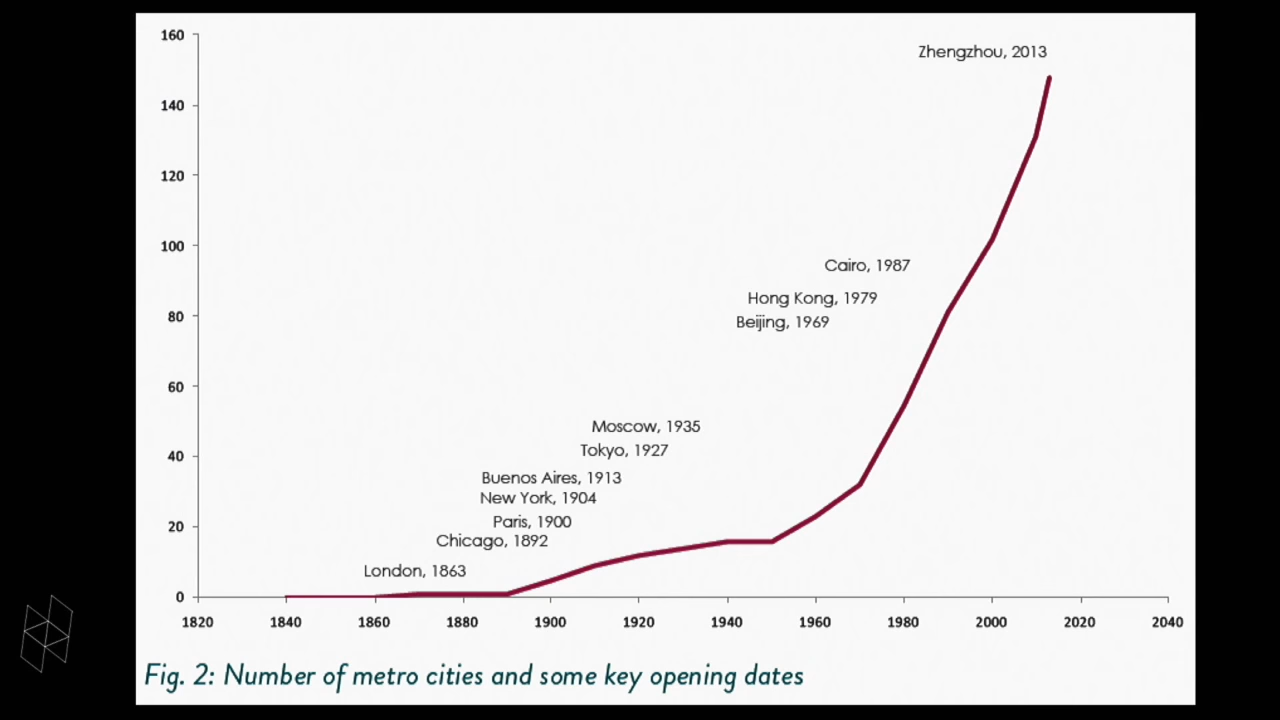 160
Zhengzhou, 2013
140
120
100
Cairo, 1987
Hong Kong, 1979
80
Beijing, 1969
60
Moscow, 1935
40
Tokyo, 1927
Buenos Aires, 1913
New York, 1904
20
Paris, 1900
Chicago, 1892
London, 1863
0
1820 1840 1860 1880 1900 1920 1940 1960 1980 2000 2020 2040
Fig. 2: Number of metro cities and some key opening dates